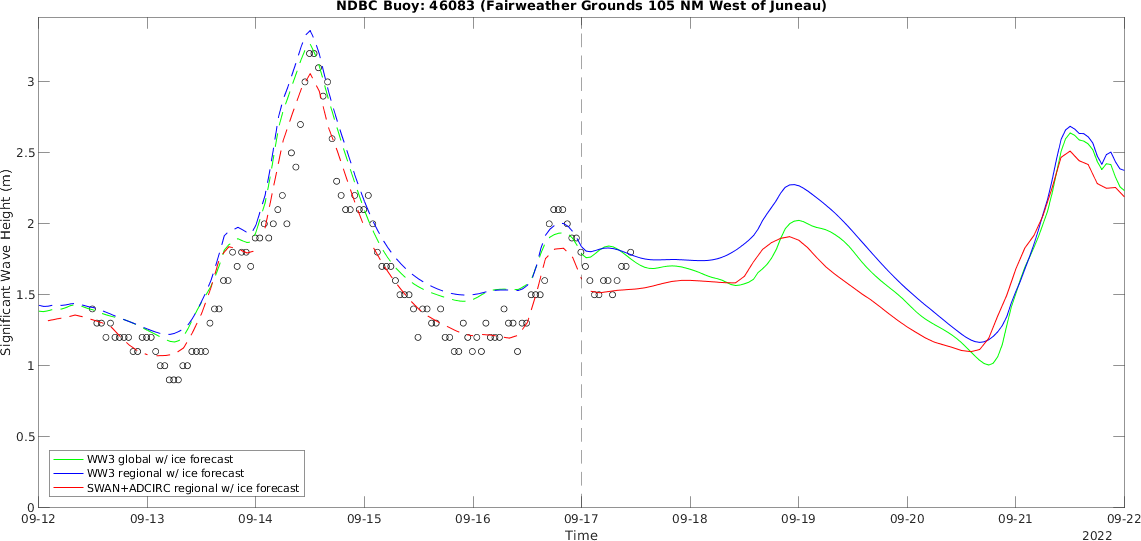 NDBC Buoy: 46083 (Fairweather Grounds 105 NM West of Juneau)
Significant Wave Height (m)
3
2.5
2
1.5
1
0.5
0
WW3 global w/ ice forecast
WW3 regional w/ ice forecast
SWAN+ADCIRC regional w/ ice forecast
09-12 09-13 09-14 09-15 09-16 09-17 09-18 09-19 09-20 09-21 09-22
Time
2022